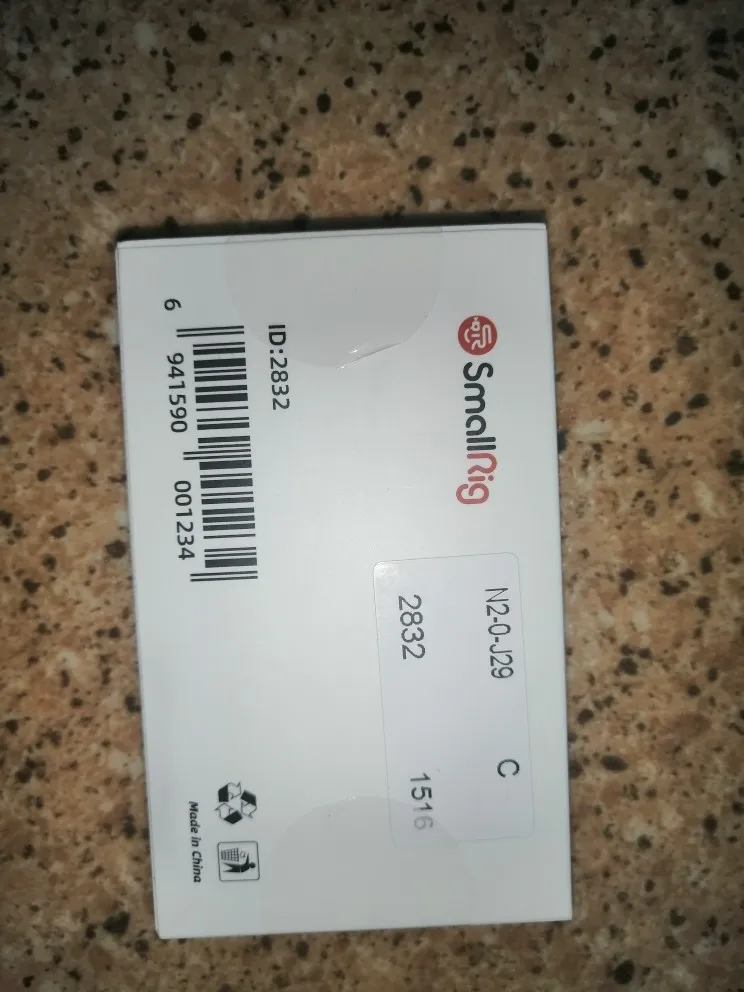 SmallRig
N2-0-J29 C
2832 1516
ID:2832
6 941590 001234
Made in China